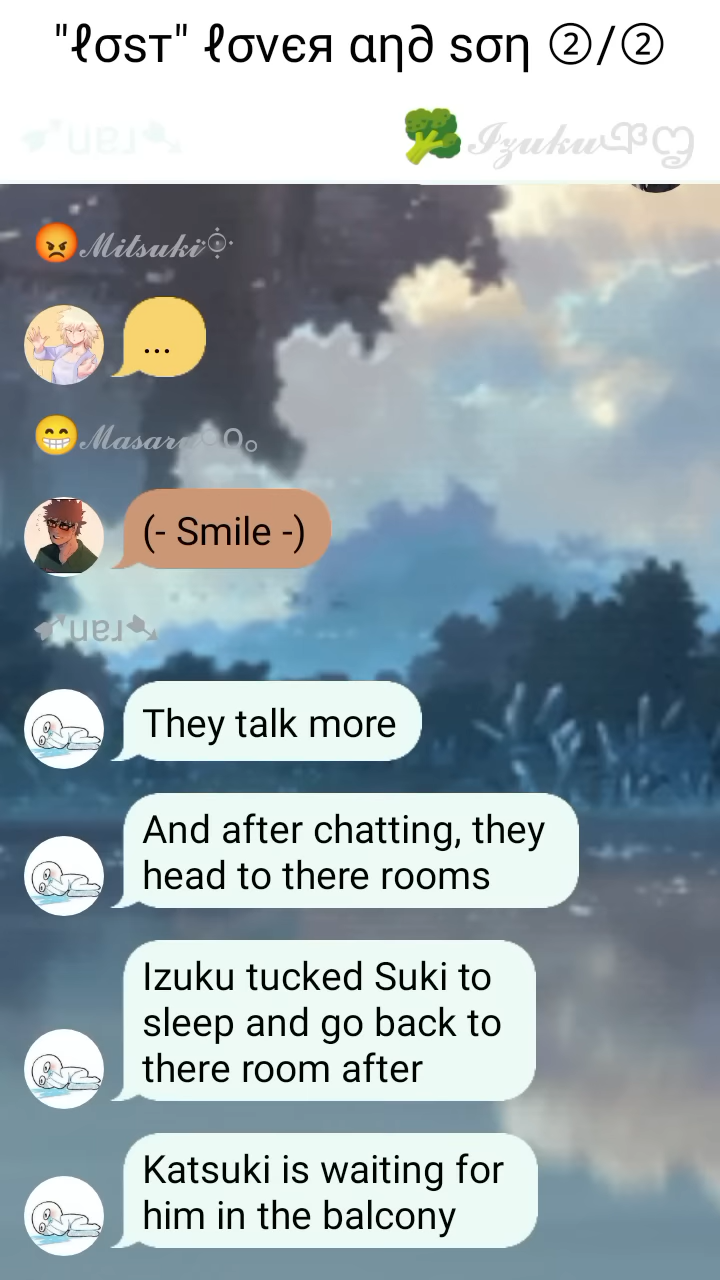 "ℓσsт" ℓσνєя αη∂ sση ②/②
🥦𝓘𝔃𝓾𝓴𝓾
😡𝓜𝓲𝓽𝓼𝓾𝓴𝓲
...
(- Smile -)
They talk more
And after chatting, they
head to there rooms
Izuku tucked Suki to
sleep and go back to
there room after
Katsuki is waiting for
him in the balcony